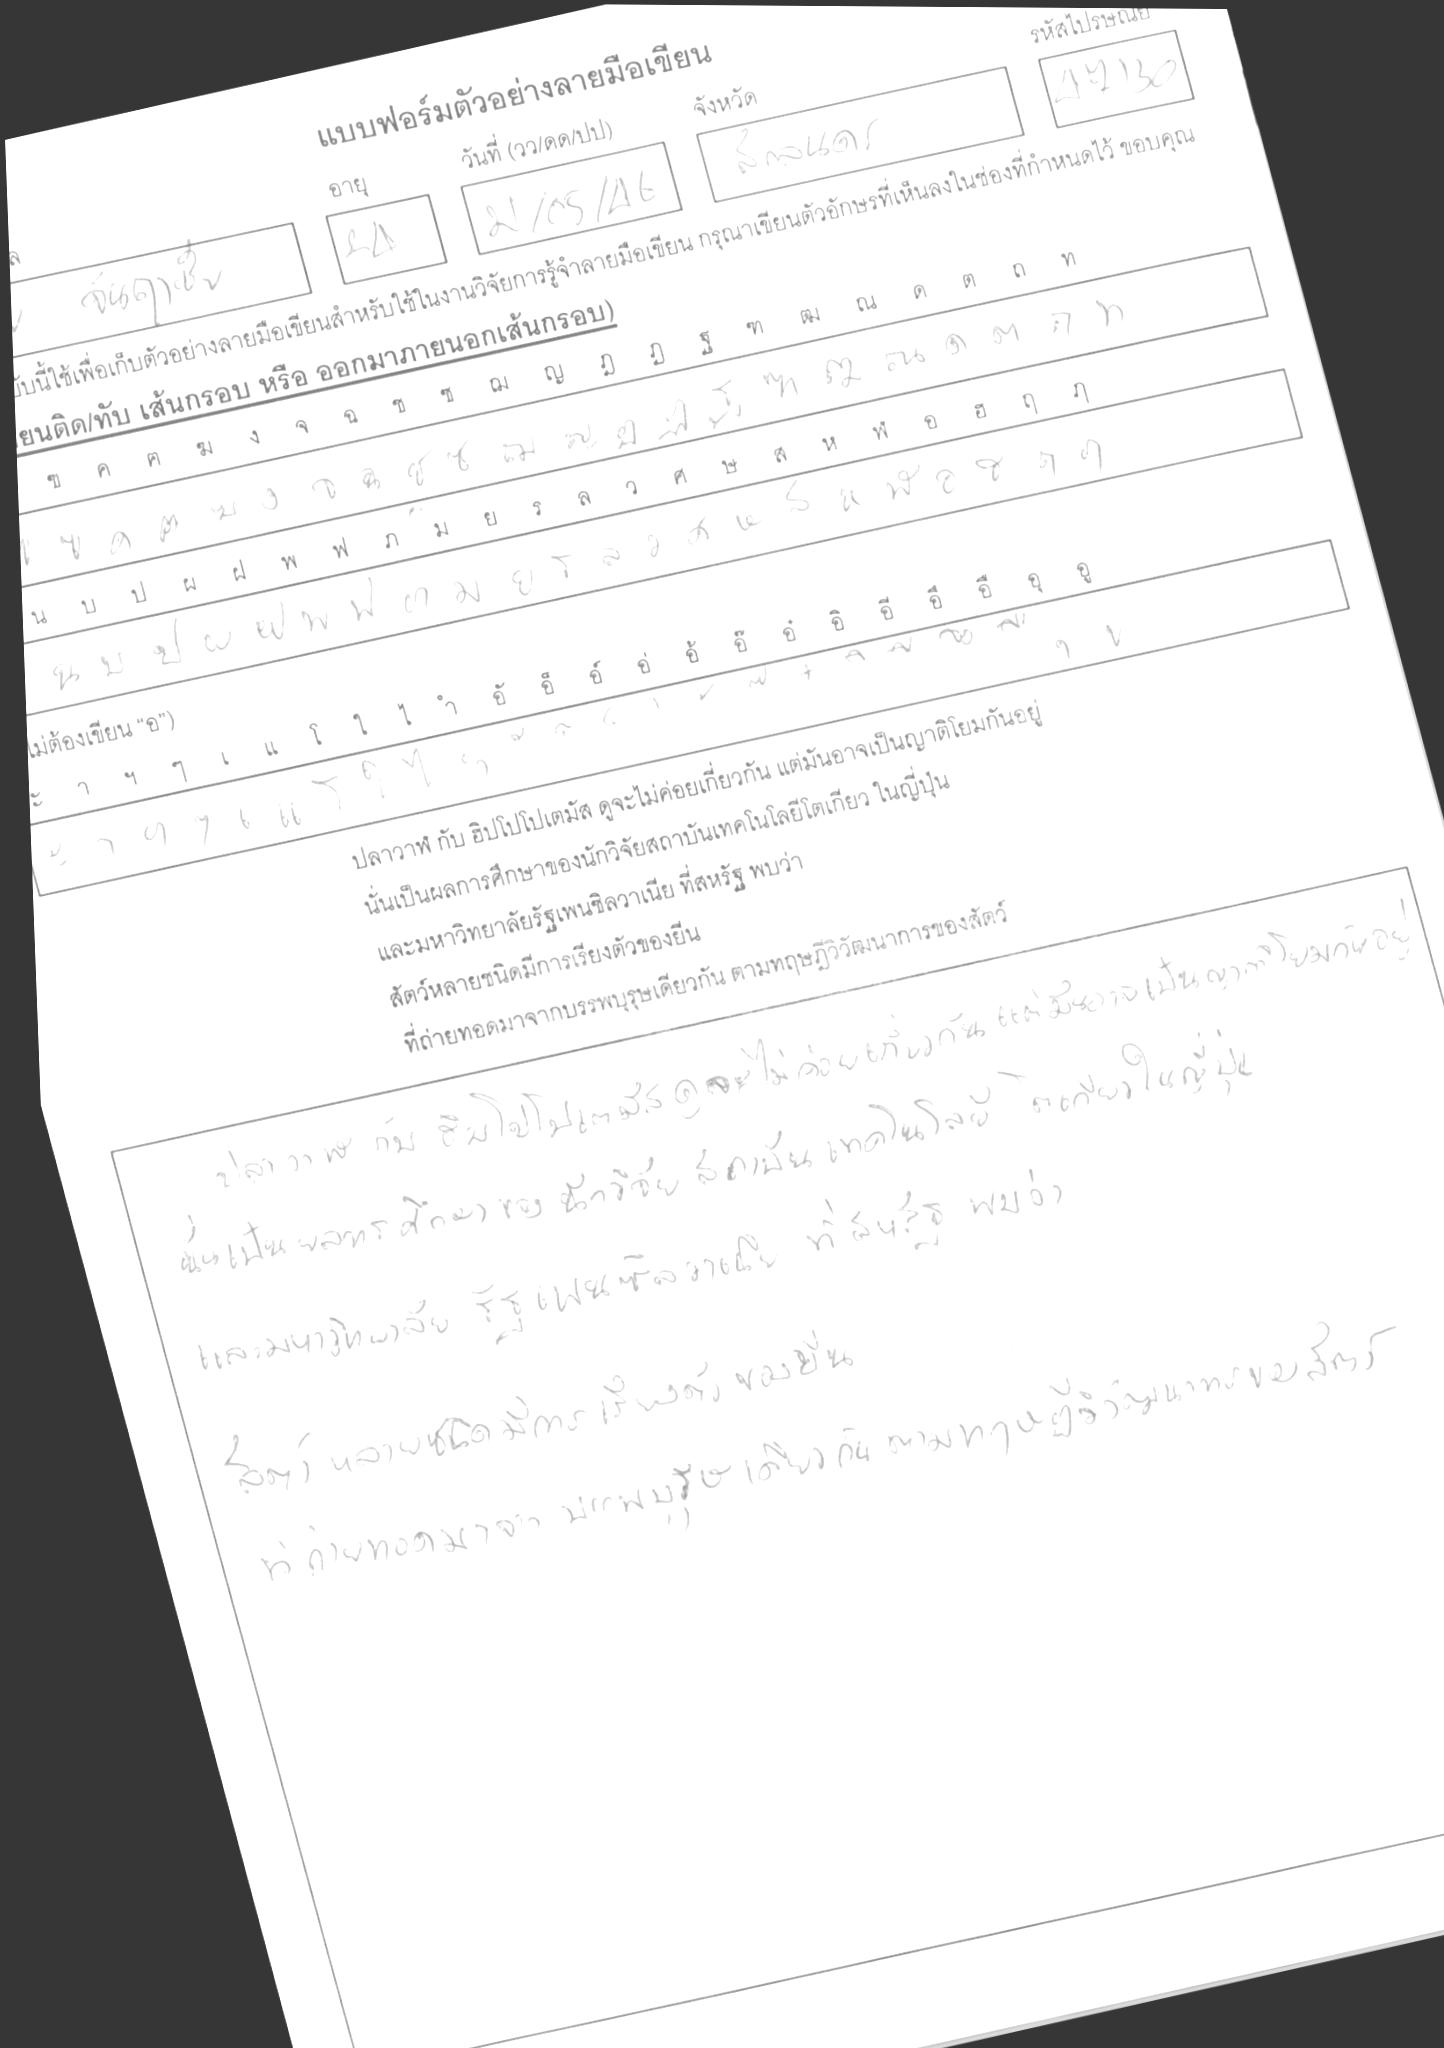 แบบฟอร์มตัวอย่างลายมือเขียน
อายุ วันที่ (วว/ดด/ปป) จังหวัด รหัสไปรษณีย์
สกลนคร
บับนี้ใช้เพื่อเก็บตัวอย่างลายมือเขียนสำหรับใช้ในงานวิจัยการรู้จำลายมือเขียน กรุณาเขียนตัวอักษรที่เห็นลงในช่องที่กำหนดไว้ ขอบคุณ
ยนติด/ทับ เส้นกรอบ หรือ ออกมาภายนอกเส้นกรอบ)
ข ค ฅ ฆ ง จ ฉ ช ซ ฌ ญ ฎ ฏ ฐ ฑ ฒ ณ ด ต ถ ท
ข ค ฅ ฆ ง จ ฉ ช ซ ฌ ญ ฎ ฏ ฐ ฑ ฒ ณ ด ต ถ ท
น บ ป ผ ฝ พ ฟ ภ ม ย ร ล ว ศ ษ ส ห ฬ อ ฮ ฤ ฦ
น บ ป ผ ฝ พ ฟ ภ ม ย ร ล ว ศ ษ ส ห ฬ อ ฮ ฤ ฦ
ไม่ต้องเขียน "อ")
ะ า ฯ ๆ เ แ โ ใ ไ ำ อั อ็ อ์ อ่ อ้ อ๊ อ๋ อิ อี อึ อื อุ อู
ะ า ฯ ๆ เ แ โ ใ ไ ำ
ปลาวาฬ กับ ฮิปโปโปเตมัส ดูจะไม่ค่อยเกี่ยวกัน แต่มันอาจเป็นญาติโยมกันอยู่
นั่นเป็นผลการศึกษาของนักวิจัยสถาบันเทคโนโลยีโตเกียว ในญี่ปุ่น
และมหาวิทยาลัยรัฐเพนซิลวาเนีย ที่สหรัฐ พบว่า
สัตว์หลายชนิดมีการเรียงตัวของยีน
ที่ถ่ายทอดมาจากบรรพบุรุษเดียวกัน ตามทฤษฎีวิวัฒนาการของสัตว์
ปลาวาฬ กับ ฮิบโปโปเตมัส ดูจะไม่ค่อยเกี่ยวกัน แต่มันอาจเป็นญาติโยมกันอยู่
นั่นเป็นผลการศึกษาของ นักวิจัย สถาบัน เทคโนโลยี โตเกียว ในญี่ปุ่น
และมหาวิทยาลัย รัฐ เพนซิลวาเนีย ที่ สหรัฐ พบว่า
สัตว์ หลายชนิดมีการ เรียงตัว ของยีน
ที่ ถ่ายทอดมาจาก บรรพบุรุษ เดียวกัน ตามทฤษฎีวิวัฒนาการของสัตว์